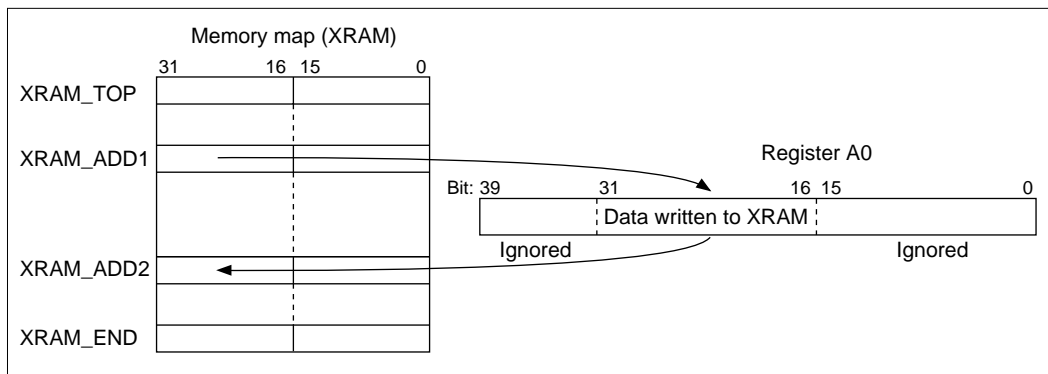 Memory map (XRAM)
31 16 15 0
XRAM_TOP
XRAM_ADD1
Register A0
Bit: 39 31 16 15 0
Data written to XRAM
Ignored Ignored
XRAM_ADD2
XRAM_END